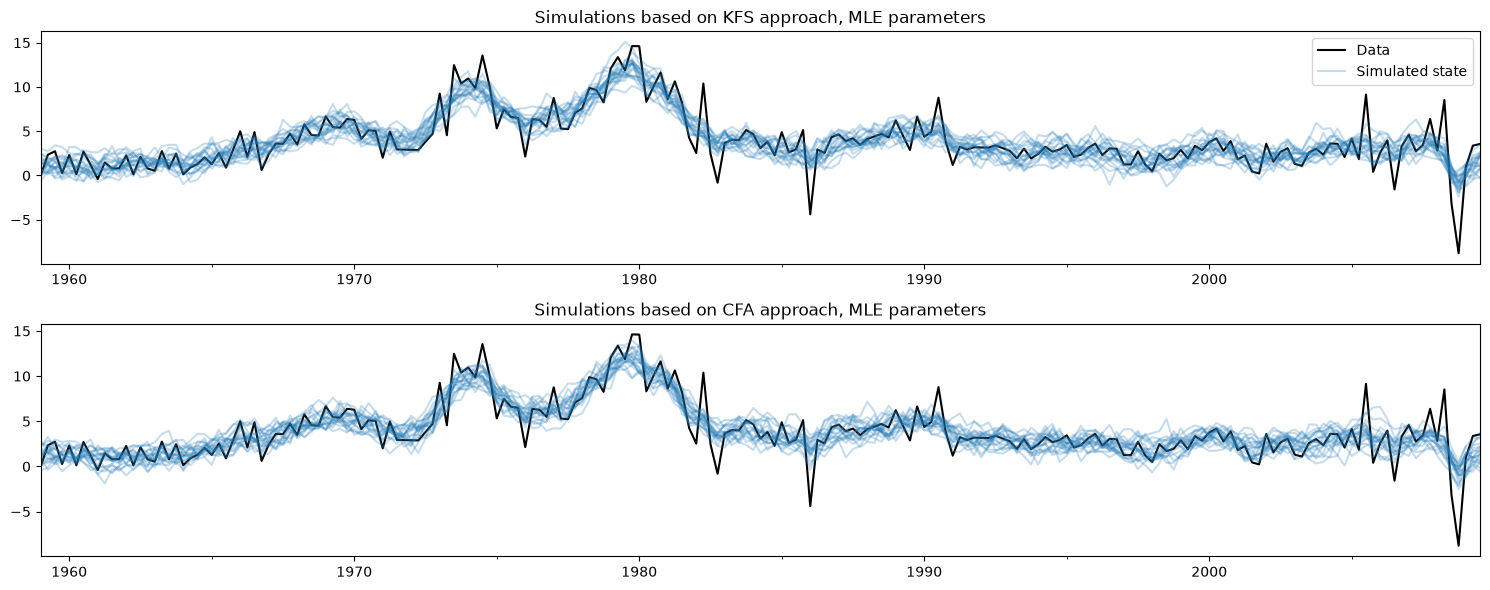 Simulations based on KFS approach, MLE parameters
15
10
5
0
−5
Data
Simulated state
1960 1970 1980 1990 2000
Simulations based on CFA approach, MLE parameters
15
10
5
0
−5
1960 1970 1980 1990 2000